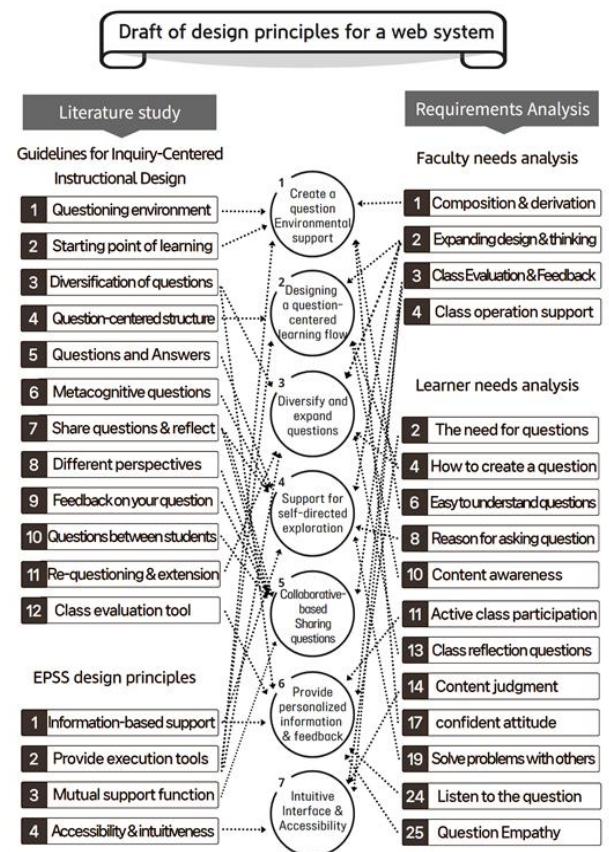 Draft of design principles for a web system
Literature study
Guidelines for Inquiry-Centered
Instructional Design
1 Questioning environment
2 Starting point of learning
3 Diversification of questions
4 Question-centered structure
5 Questions and Answers
6 Metacognitive questions
7 Share questions & reflect
8 Different perspectives
9 Feedback on your question
10 Questions between students
11 Re-questioning & extension
12 Class evaluation tool
EPSS design principles
1 Information-based support
2 Provide execution tools
3 Mutual support function
4 Accessibility & intuitiveness
1
Create a
question
Environmental
support
2
Designing
a question-
centered
learning flow
3
Diversify and
expand
questions
4
Support for
self-directed
exploration
5
Collaborative-
based
Sharing
questions
6
Provide
personalized
information
& feedback
7
Intuitive
Interface &
Accessibility
Requirements Analysis
Faculty needs analysis
1 Composition & derivation
2 Expanding design & thinking
3 Class Evaluation & Feedback
4 Class operation support
Learner needs analysis
2 The need for questions
4 How to create a question
6 Easy to understand questions
8 Reason for asking question
10 Content awareness
11 Active class participation
13 Class reflection questions
14 Content judgment
17 confident attitude
19 Solve problems with others
24 Listen to the question
25 Question Empathy